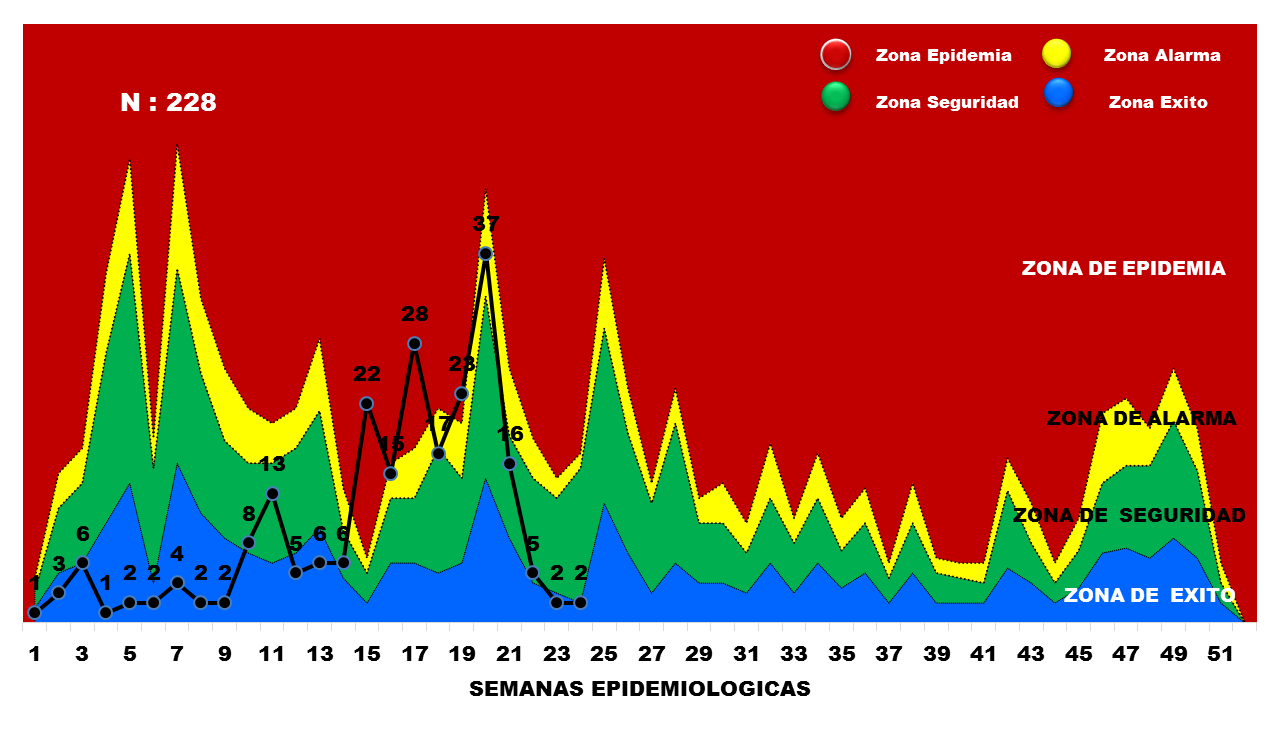 Zona Epidemia
Zona Alarma
N : 228
Zona Seguridad
Zona Exito
ZONA DE EPIDEMIA
ZONA DE ALARMA
ZONA DE SEGURIDAD
ZONA DE EXITO
1 3 6 1 2 2 4 2 2 8 13 5 6 6 22 15 28 17 23 37 16 5 2 2
1 3 5 7 9 11 13 15 17 19 21 23 25 27 29 31 33 35 37 39 41 43 45 47 49 51
SEMANAS EPIDEMIOLOGICAS